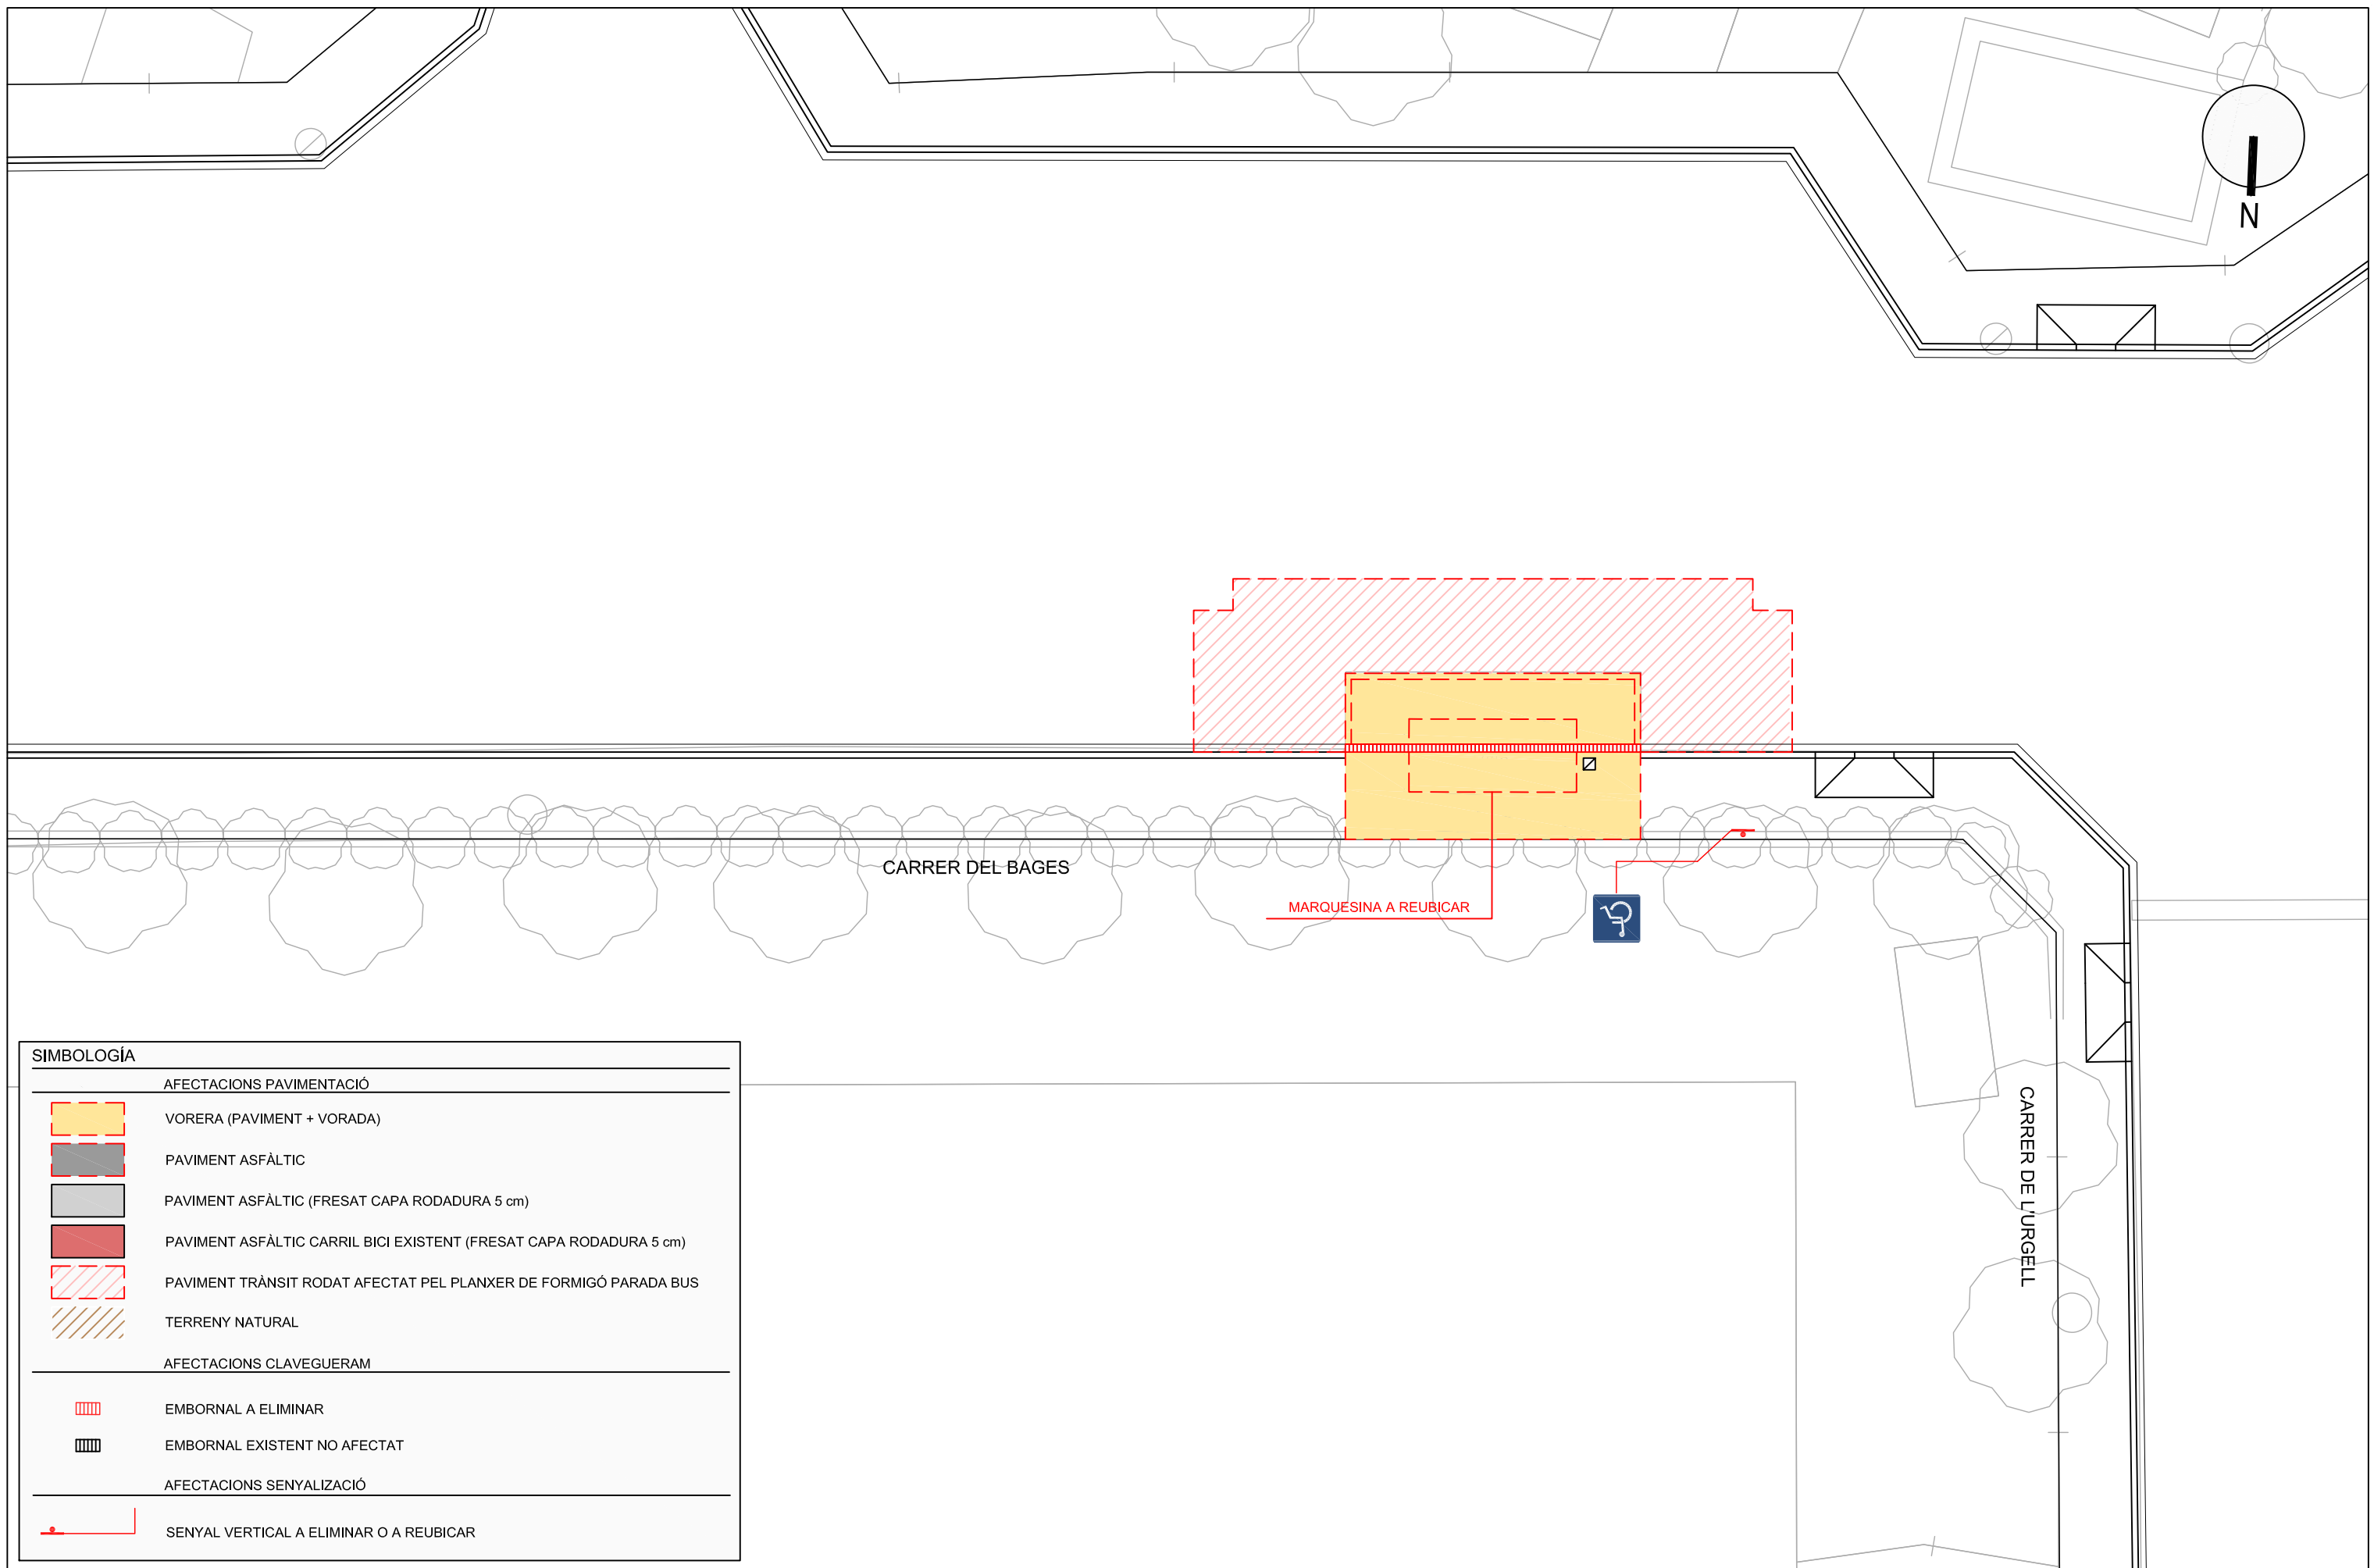 N
CARRER DEL BAGES
MARQUESINA A REUBICAR
CARRER DE L'URGELL
SIMBOLOGÍA
AFECTACIONS PAVIMENTACIÓ
VORERA (PAVIMENT + VORADA)
PAVIMENT ASFÀLTIC
PAVIMENT ASFÀLTIC (FRESAT CAPA RODADURA 5 cm)
PAVIMENT ASFÀLTIC CARRIL BICI EXISTENT (FRESAT CAPA RODADURA 5 cm)
PAVIMENT TRÀNSIT RODAT AFECTAT PEL PLANXER DE FORMIGÓ PARADA BUS
TERRENY NATURAL
AFECTACIONS CLAVEGUERAM
EMBORNAL A ELIMINAR
EMBORNAL EXISTENT NO AFECTAT
AFECTACIONS SENYALIZACIÓ
SENYAL VERTICAL A ELIMINAR O A REUBICAR